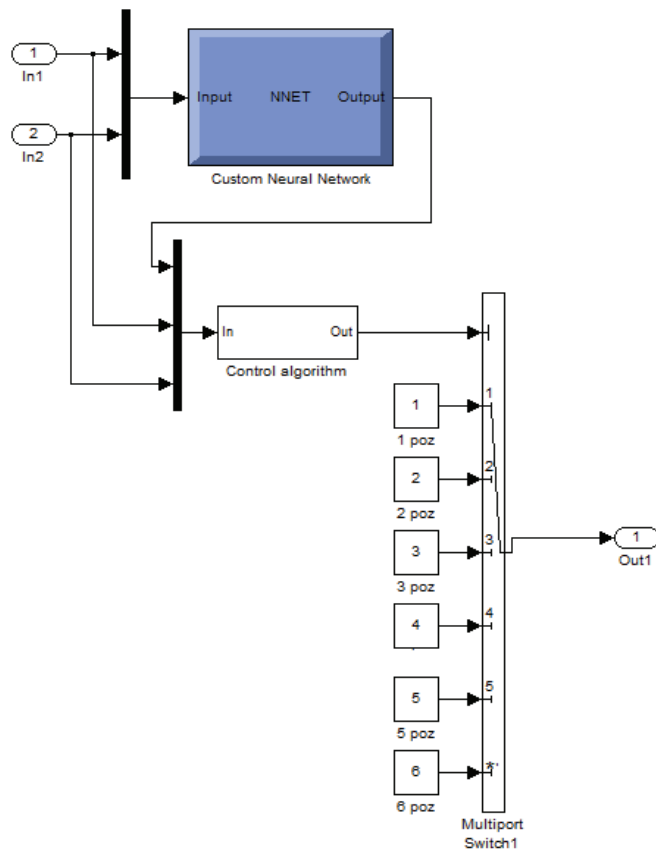 1
In1
2
In2
Input NNET Output
Custom Neural Network
In Out
Control algorithm
1
1 poz
1
2
2 poz
2
3
3 poz
3
4
4
5
5 poz
5
6
6 poz
*
Multiport
Switch1
1
Out1